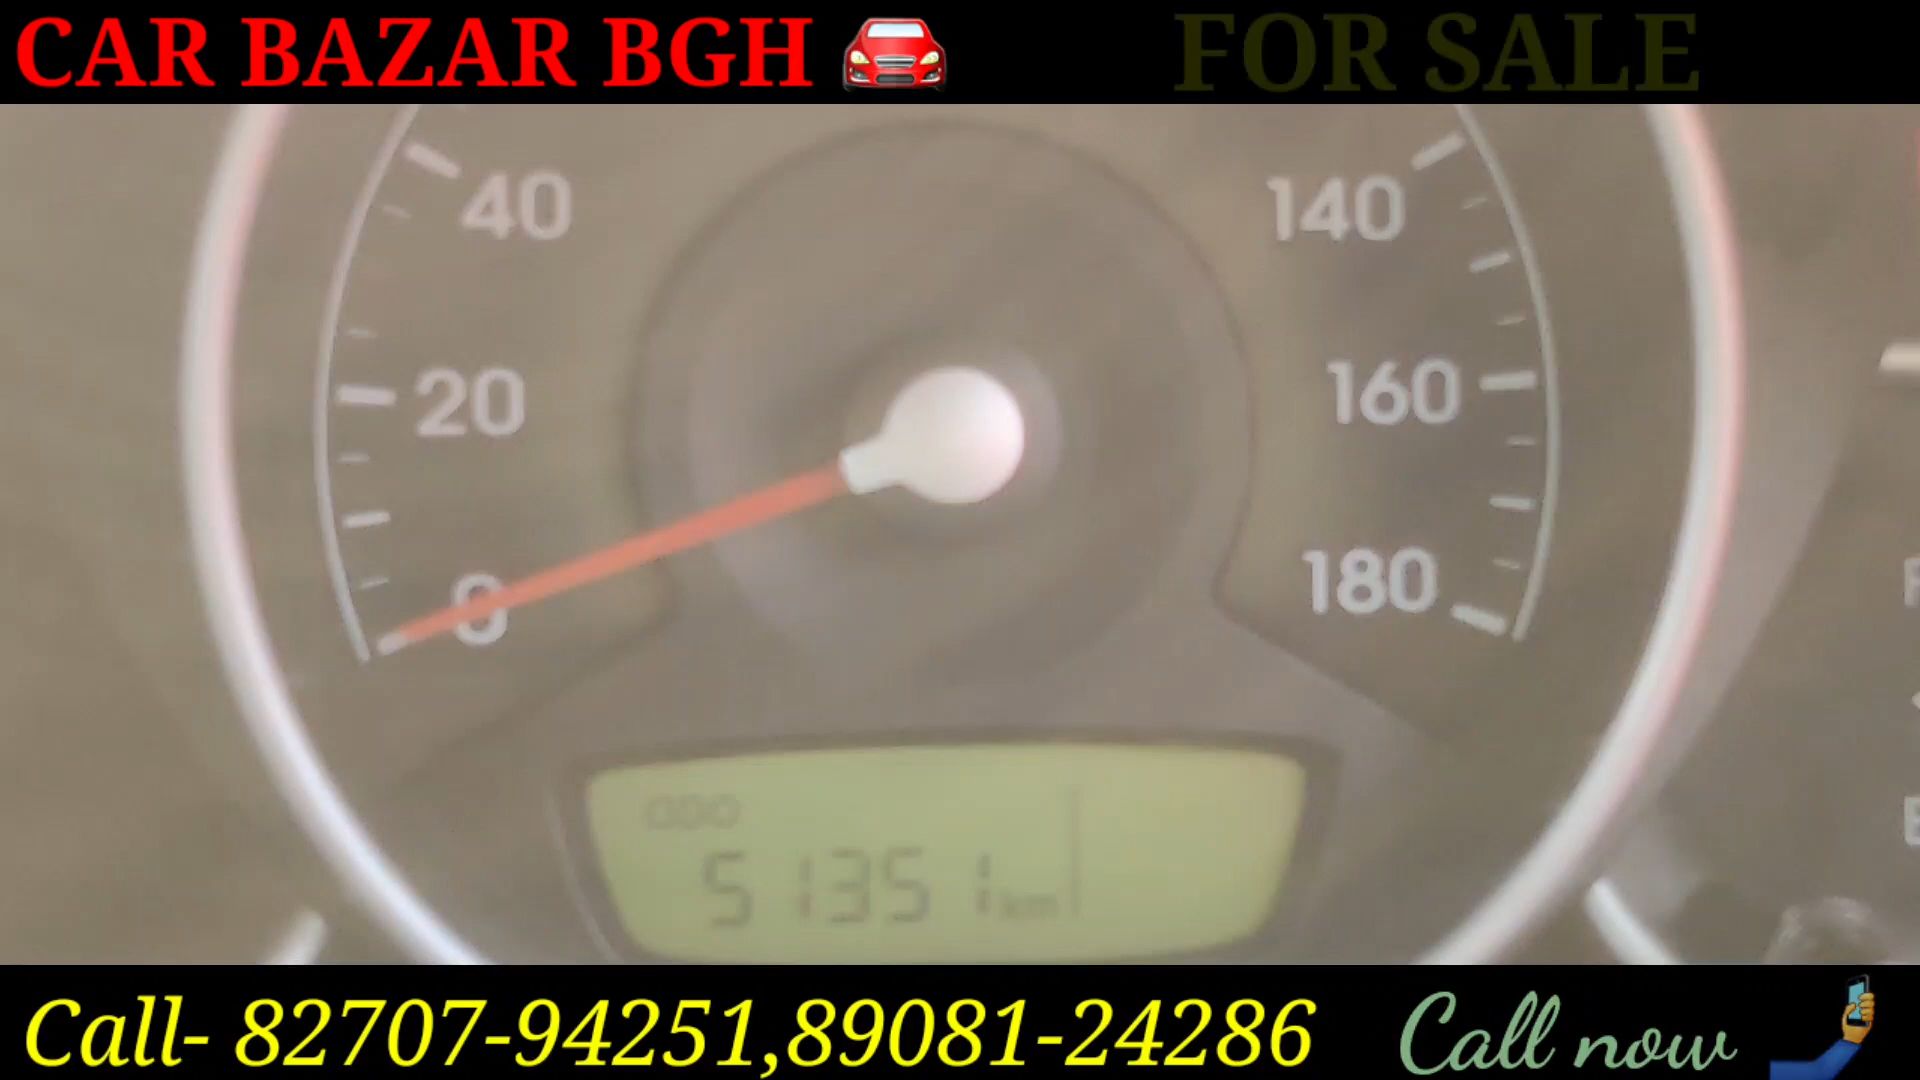 CAR BAZAR BGH FOR SALE
40 140
20 160
0 180
ODO
51351 km
Call- 82707-94251,89081-24286 Call now